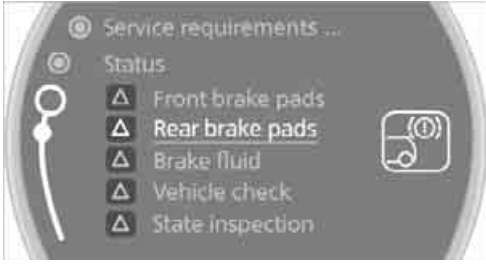 Service requirements ...
Status
Front brake pads
Rear brake pads
Brake fluid
Vehicle check
State inspection